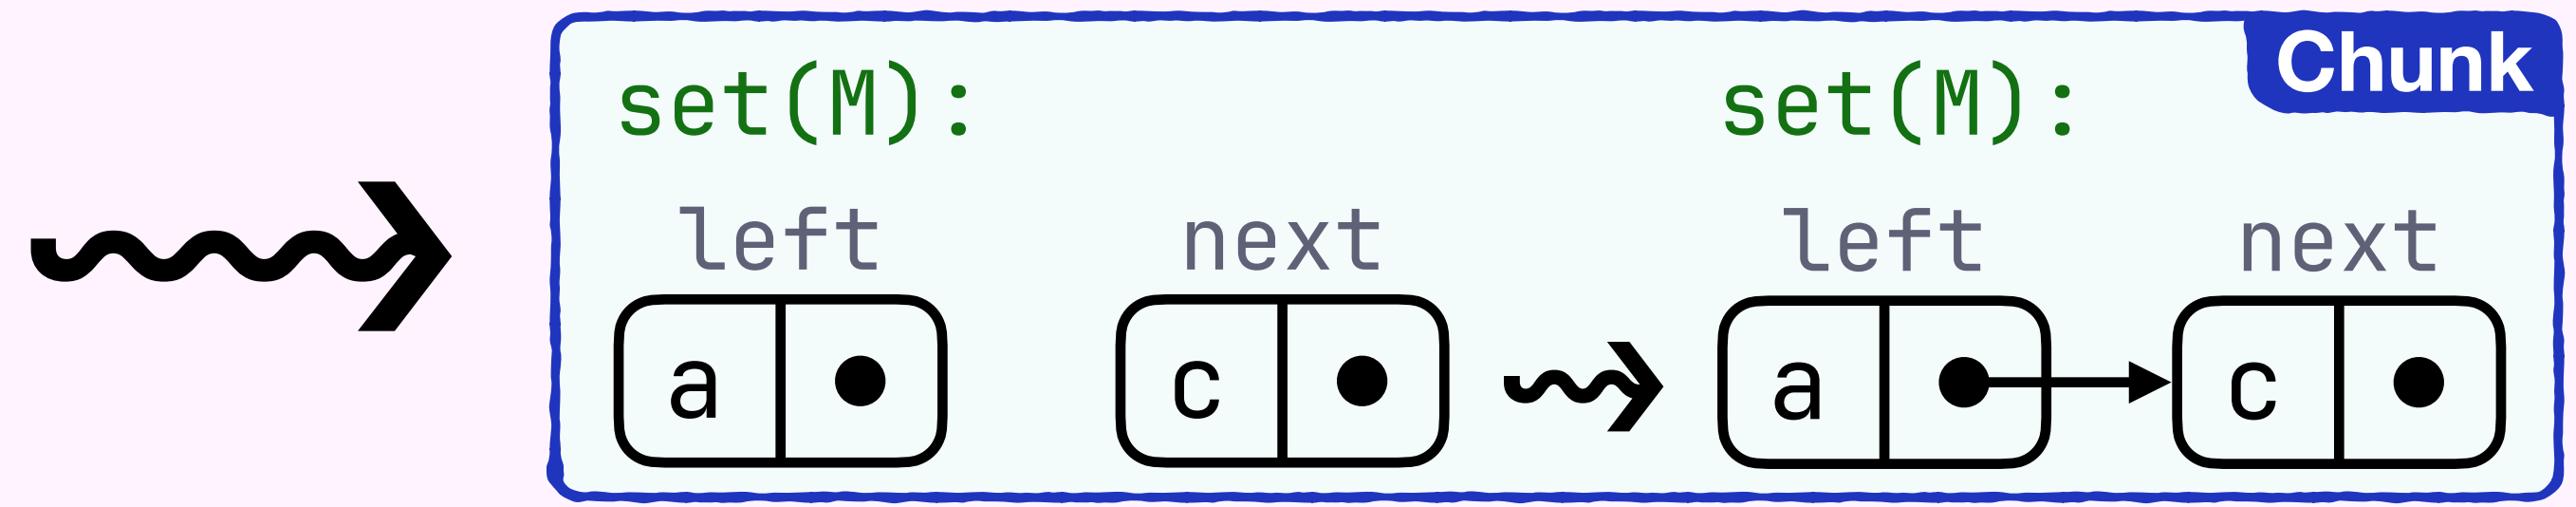 Chunk
set(M): set(M):
left next left next
a c a c